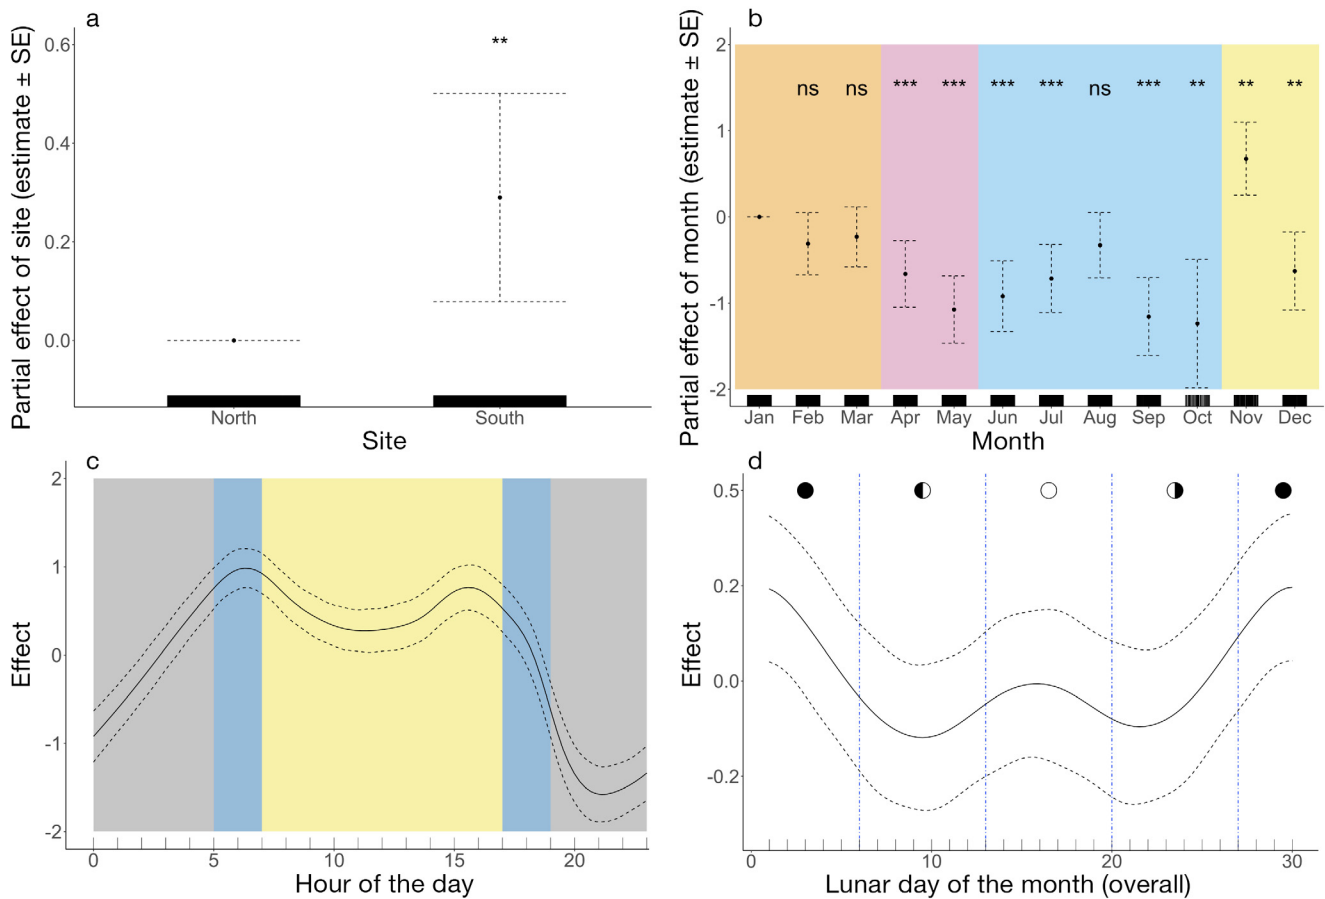 a
Partial effect of site (estimate ± SE)
0.6
0.4
0.2
0.0
**
North South
Site
b
Partial effect of month (estimate ± SE)
2
1
0
-1
-2
ns ns *** *** *** *** ns *** ** ** **
Jan Feb Mar Apr May Jun Jul Aug Sep Oct Nov Dec
Month
c
Effect
2
1
0
-1
-2
0 5 10 15 20
Hour of the day
d
Effect
0.5
0.2
0.0
-0.2
0 10 20 30
Lunar day of the month (overall)